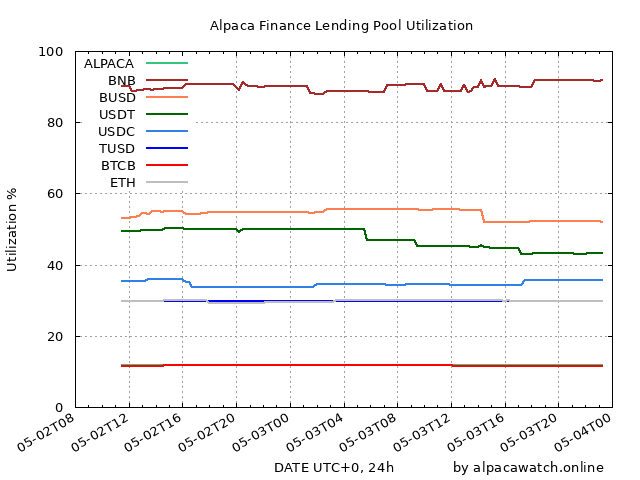 Alpaca Finance Lending Pool Utilization
100
80
60
40
20
0
Utilization %
ALPACA
BNB
BUSD
USDT
USDC
TUSD
BTCB
ETH
05-02T08
05-02T12
05-02T16
05-02T20
05-03T00
05-03T04
05-03T08
05-03T12
05-03T16
05-03T20
05-04T00
DATE UTC+0, 24h
by alpacawatch.online